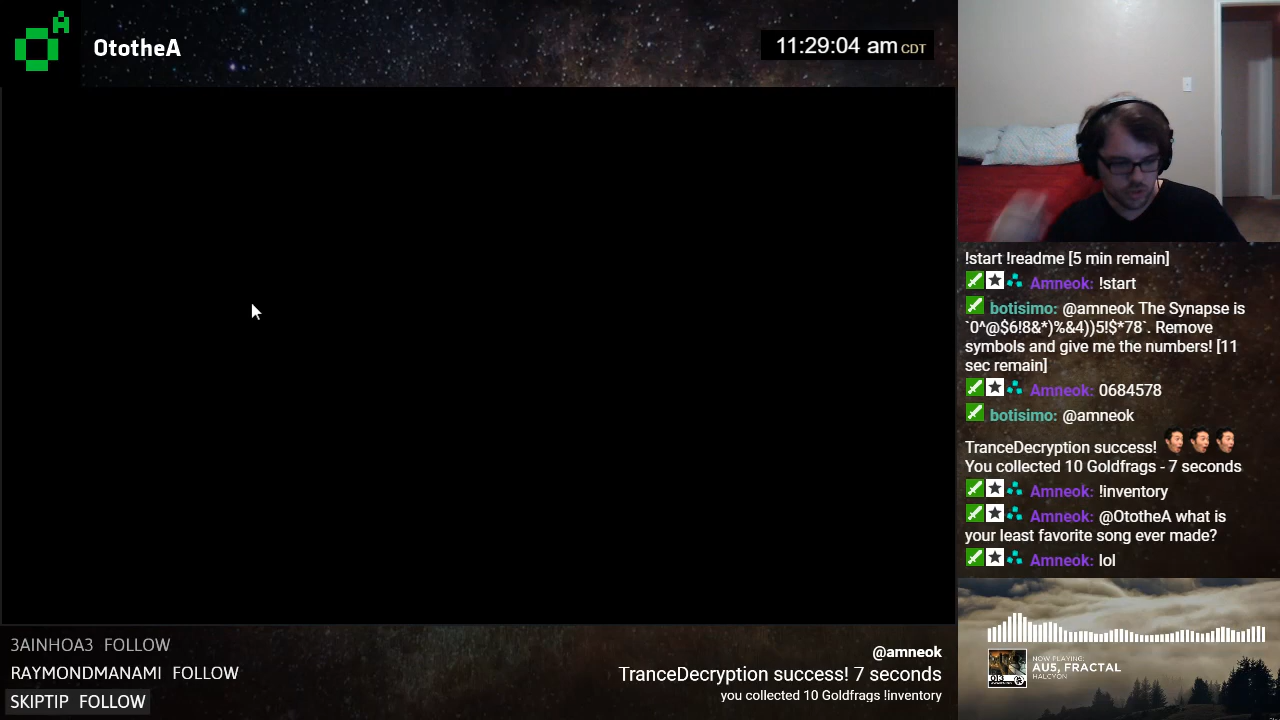 OtotheA
11:29:04 am CDT
!start !readme [5 min remain]
Amneok: !start
botisimo: @amneok The Synapse is
`0^@$6!8&*)%&4))5!$*78`. Remove
symbols and give me the numbers! [11
sec remain]
Amneok: 0684578
botisimo: @amneok
TranceDecryption success!
You collected 10 Goldfrags - 7 seconds
Amneok: !inventory
Amneok: @OtotheA what is
your least favorite song ever made?
Amneok: lol
3AINHOA3 FOLLOW
RAYMONDMANAMI FOLLOW
SKIPTIP FOLLOW
@amneok
TranceDecryption success! 7 seconds
you collected 10 Goldfrags !inventory
NOW PLAYING:
AU5, FRACTAL
HALCYON